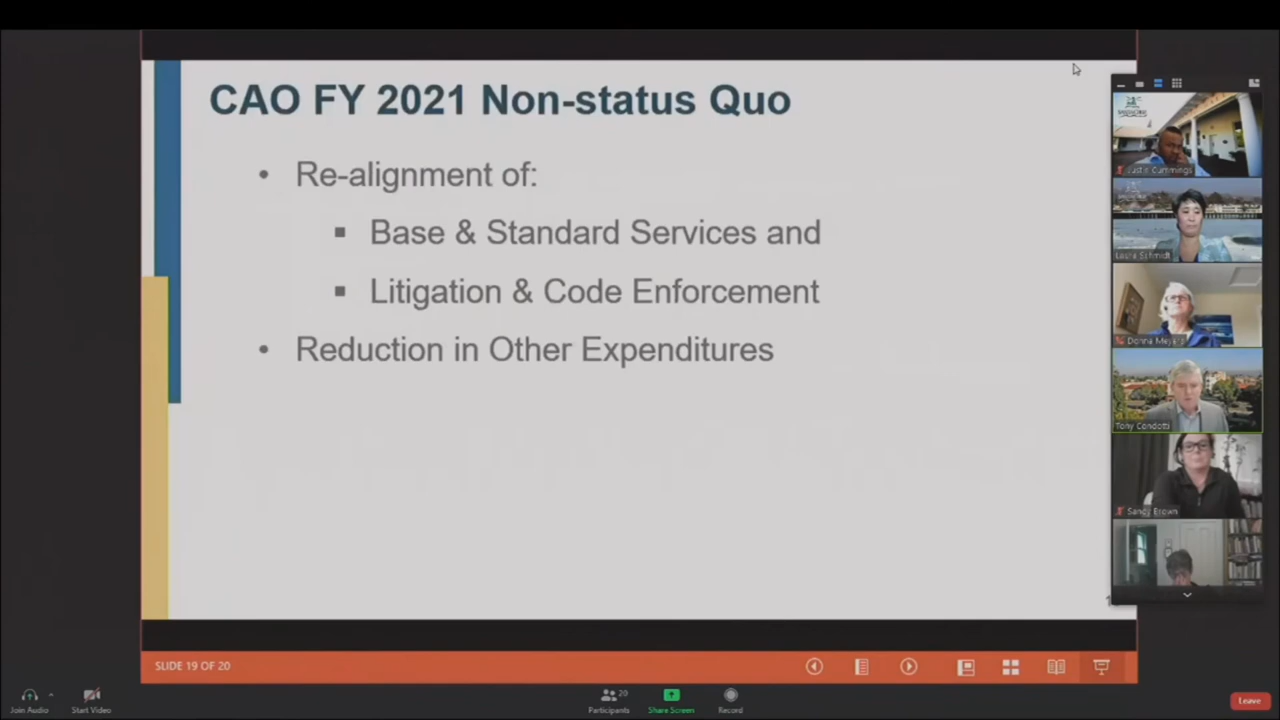 CAO FY 2021 Non-status Quo
• Re-alignment of:
▪ Base & Standard Services and
▪ Litigation & Code Enforcement
• Reduction in Other Expenditures
Justin Cummings
Donna Meyers
Tony Condotti
Sandy Brown
SLIDE 19 OF 20
Join Audio
Start Video
20
Participants
Share Screen
Record
Leave